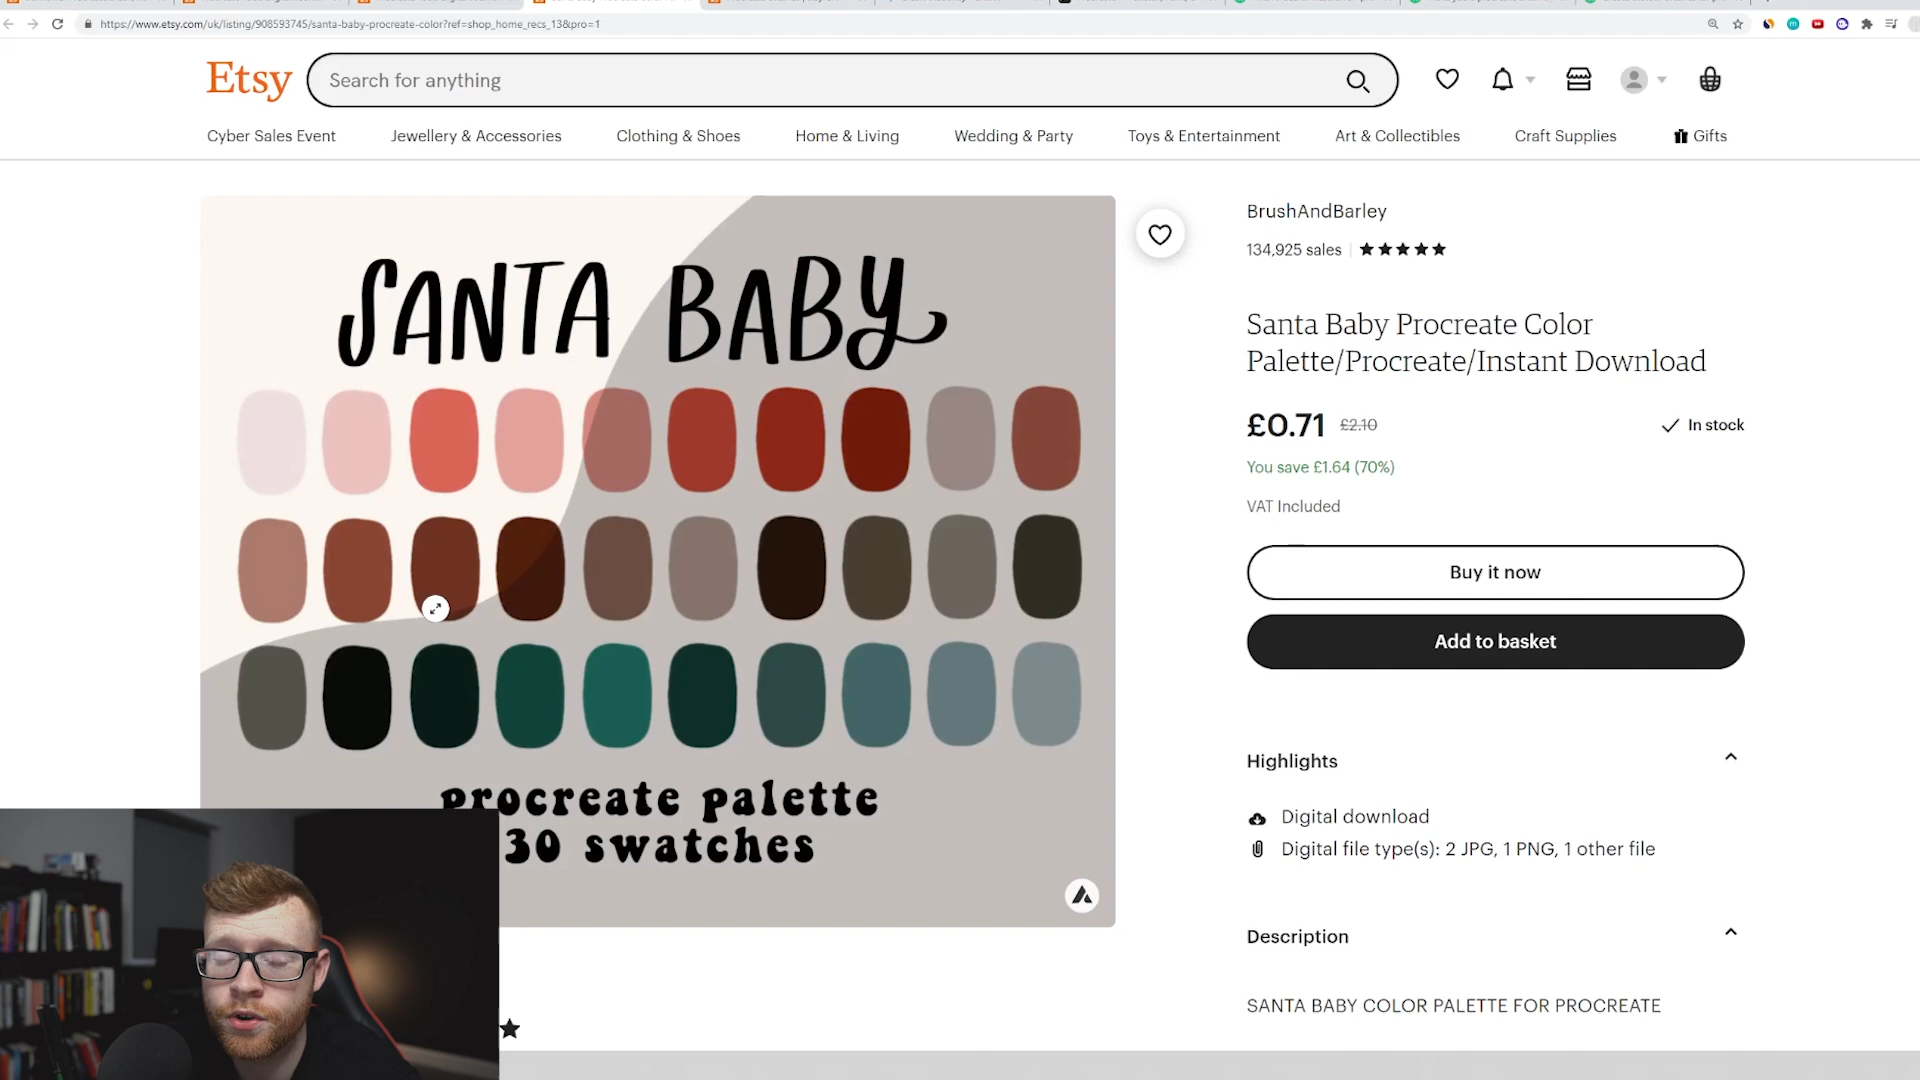 https://www.etsy.com/uk/listing/908593745/santa-baby-procreate-color?ref=shop_home_recs_13&pro=1
Etsy
Search for anything
Cyber Sales Event
Jewellery & Accessories
Clothing & Shoes
Home & Living
Wedding & Party
Toys & Entertainment
Art & Collectibles
Craft Supplies
Gifts
SANTA BABY
procreate palette
30 swatches
BrushAndBarley
134,925 sales
Santa Baby Procreate Color
Palette/Procreate/Instant Download
£0.71 £2.10
In stock
You save £1.64 (70%)
VAT Included
Buy it now
Add to basket
Highlights
Digital download
Digital file type(s): 2 JPG, 1 PNG, 1 other file
Description
SANTA BABY COLOR PALETTE FOR PROCREATE